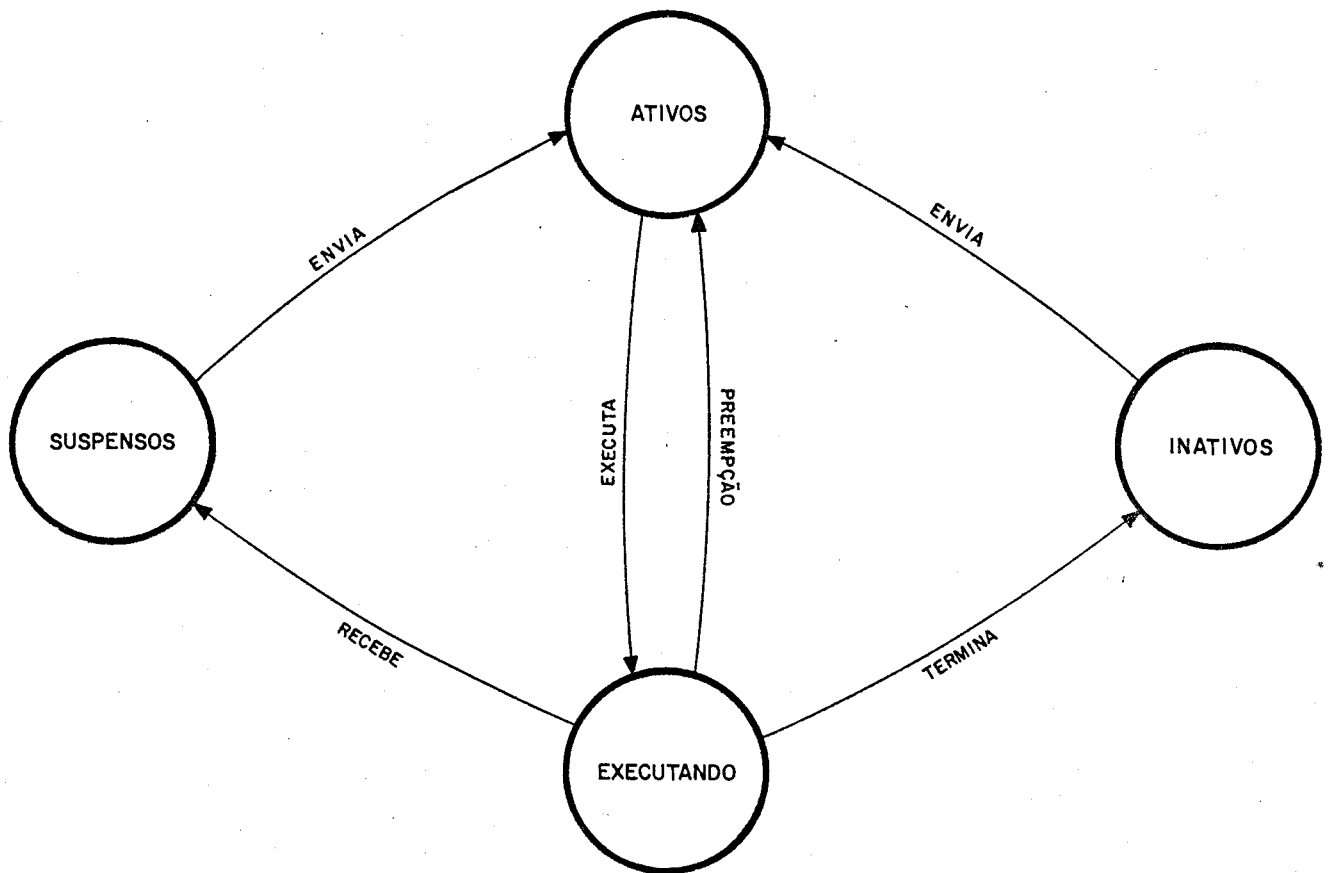 ATIVOS
ENVIA
ENVIA
SUSPENSOS
EXECUTA
PREEMPÇÃO
INATIVOS
RECEBE
TERMINA
EXECUTANDO